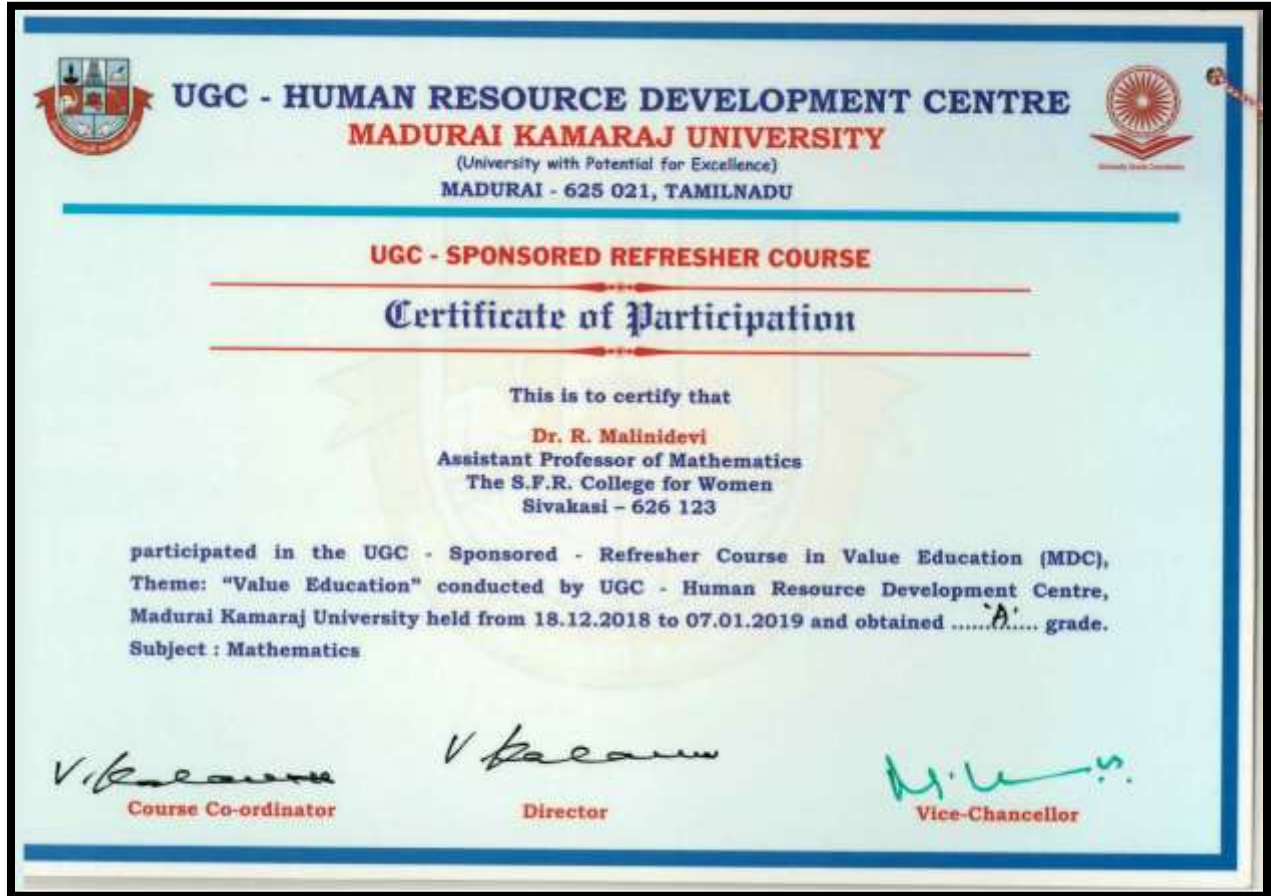 UGC - HUMAN RESOURCE DEVELOPMENT CENTRE
MADURAI KAMARAJ UNIVERSITY
(University with Potential for Excellence)
MADURAI - 625 021, TAMILNADU
UGC - SPONSORED REFRESHER COURSE
Certificate of Participation
This is to certify that
Dr. R. Malinidevi
Assistant Professor of Mathematics
The S.F.R. College for Women
Sivakasi – 626 123
participated in the UGC - Sponsored - Refresher Course in Value Education (MDC),
Theme: "Value Education" conducted by UGC - Human Resource Development Centre,
Madurai Kamaraj University held from 18.12.2018 to 07.01.2019 and obtained ......'A'..... grade.
Subject : Mathematics
Course Co-ordinator
Director
Vice-Chancellor